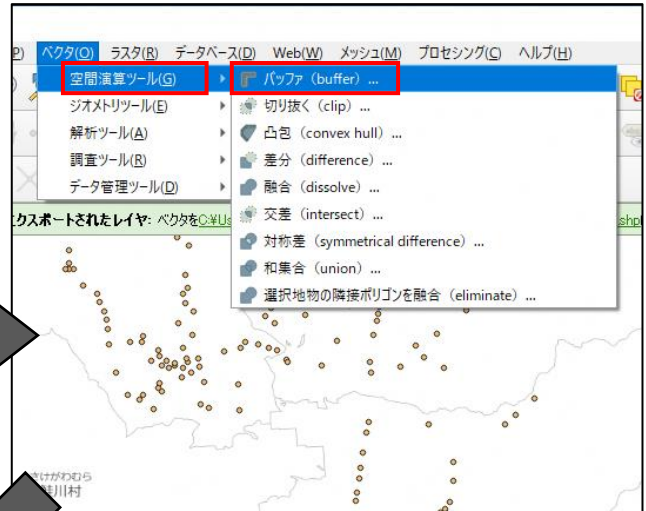 P) ベクタ(O) ラスタ(R) データベース(D) Web(W) メッシュ(M) プロセシング(C) ヘルプ(H)
空間演算ツール(G)
ジオメトリツール(E)
解析ツール(A)
調査ツール(R)
データ管理ツール(D)
バッファ (buffer) ...
切り抜く (clip) ...
凸包 (convex hull) ...
差分 (difference) ...
融合 (dissolve) ...
交差 (intersect) ...
対称差 (symmetrical difference) ...
和集合 (union) ...
選択地物の隣接ポリゴンを融合 (eliminate) ...
クスポートされたレイヤ: ベクタをC:¥Us
shpl
さけがわむら
鮭川村